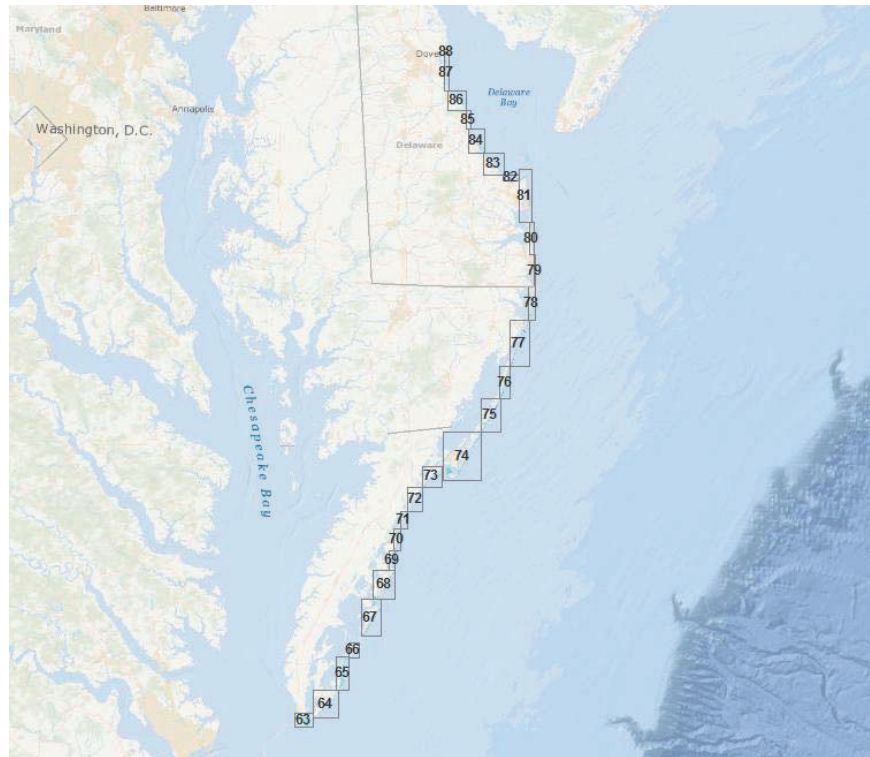 Baltimore
Maryland
Dover
88
87
Delaware
Bay
86
Annapolis
85
Washington, D.C.
84
Delaware
83
82
81
80
79
78
77
76
Chesapeake Bay
75
74
73
72
71
70
69
68
67
66
65
64
63